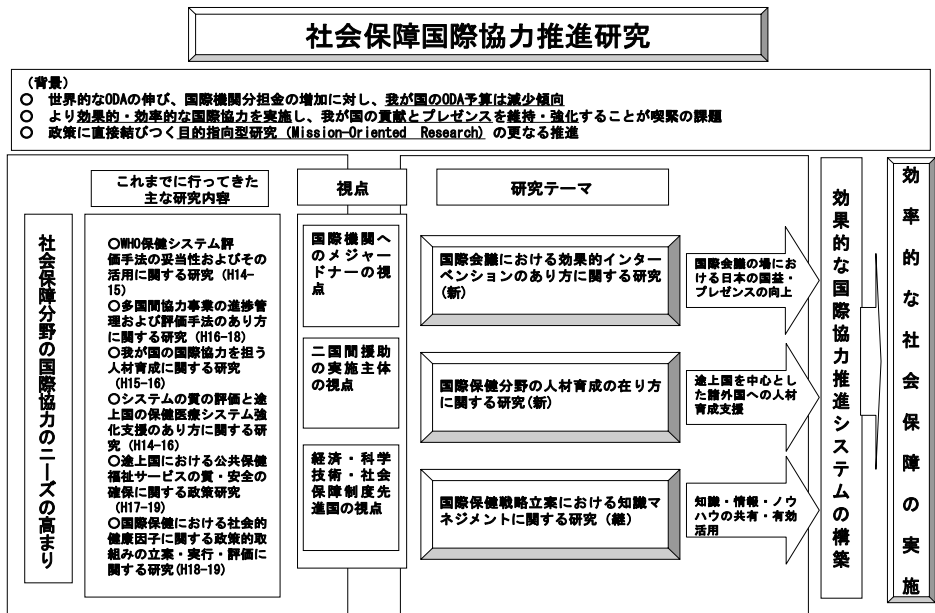 社会保障国際協力推進研究
(背景)
○ 世界的なODAの伸び、国際機関分担金の増加に対し、我が国のODA予算は減少傾向
○ より効果的・効率的な国際協力を実施し、我が国の貢献とプレゼンスを維持・強化することが喫緊の課題
○ 政策に直接結びつく目的指向型研究(Mission-Oriented Research) の更なる推進
社会保障分野の国際協力のニーズの高まり
これまでに行ってきた
主な研究内容
○WHO保健システム評
価手法の妥当性およびその
活用に関する研究(H14-
15)
○多国間協力事業の進捗
管理および評価手法のあり方
に関する研究(H16-18)
○我が国の国際協力を担う
人材育成に関する研究
(H15-16)
○システムの質の評価と途
上国の保健医療システム強
化支援のあり方に関する研
究(H14-16)
○途上国における公共保健
福祉サービスの質・安全の
確保に関する政策研究
(H17-19)
○国際保健における社会的
健康因子に関する政策的取
組みの立案・実行・評価に
関する研究(H18-19)
視点
国際機関へ
のメジャー
ドナーの視
点
二国間援助
の実施主体
の視点
経済・科学
技術・社会
保障制度先
進国の視点
研究テーマ
国際会議における効果的インター
ベンションのあり方に関する研究
(新)
国際保健分野の人材育成の在り方
に関する研究(新)
国際保健戦略立案における知識マ
ネジメントに関する研究(継)
国際会議の場にお
ける日本の国益・
プレゼンスの向上
途上国を中心とし
た諸外国への人材
育成支援
知識・情報・ノウ
ハウの共有・有効
活用
効果的な国際協力推進システムの構築
効率的な社会保障の実施